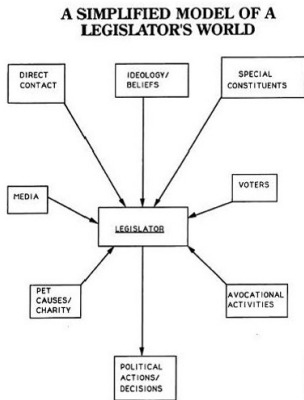 A SIMPLIFIED MODEL OF A
LEGISLATOR'S WORLD
DIRECT
CONTACT
IDEOLOGY/
BELIEFS
SPECIAL
CONSTITUENTS
MEDIA
VOTERS
LEGISLATOR
PET
CAUSES/
CHARITY
AVOCATIONAL
ACTIVITIES
POLITICAL
ACTIONS/
DECISIONS